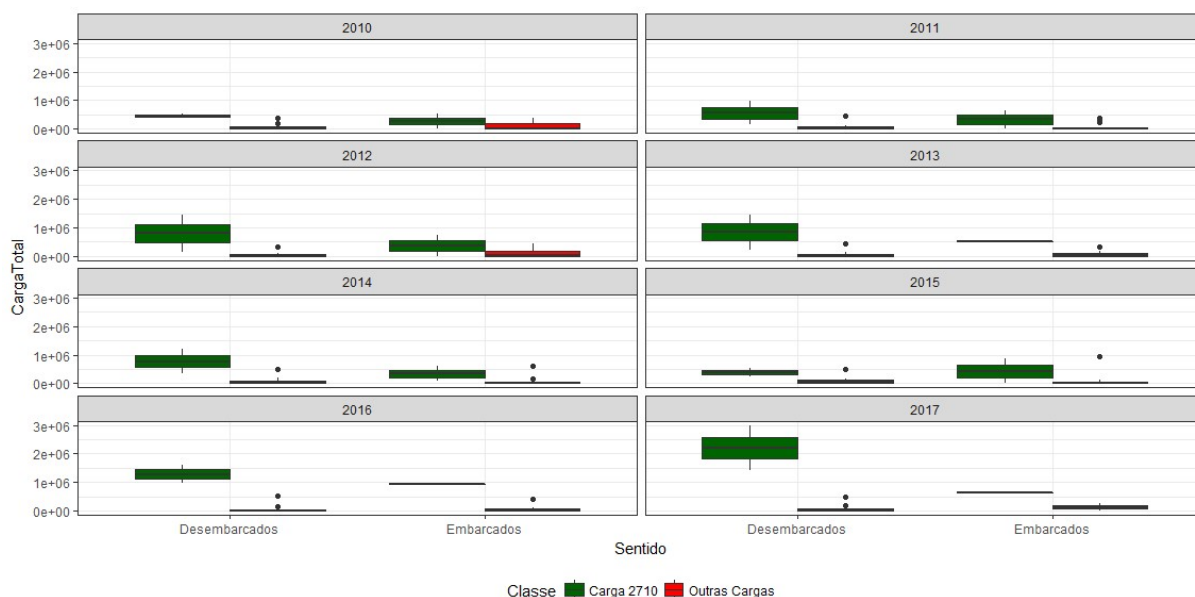 2010 2011
3e+06
2e+06
1e+06
0e+00
2012 2013
3e+06
2e+06
1e+06
0e+00
2014 2015
3e+06
2e+06
1e+06
0e+00
2016 2017
3e+06
2e+06
1e+06
0e+00
CargaTotal
Desembarcados Embarcados Desembarcados Embarcados
Sentido
Classe Carga 2710 Outras Cargas